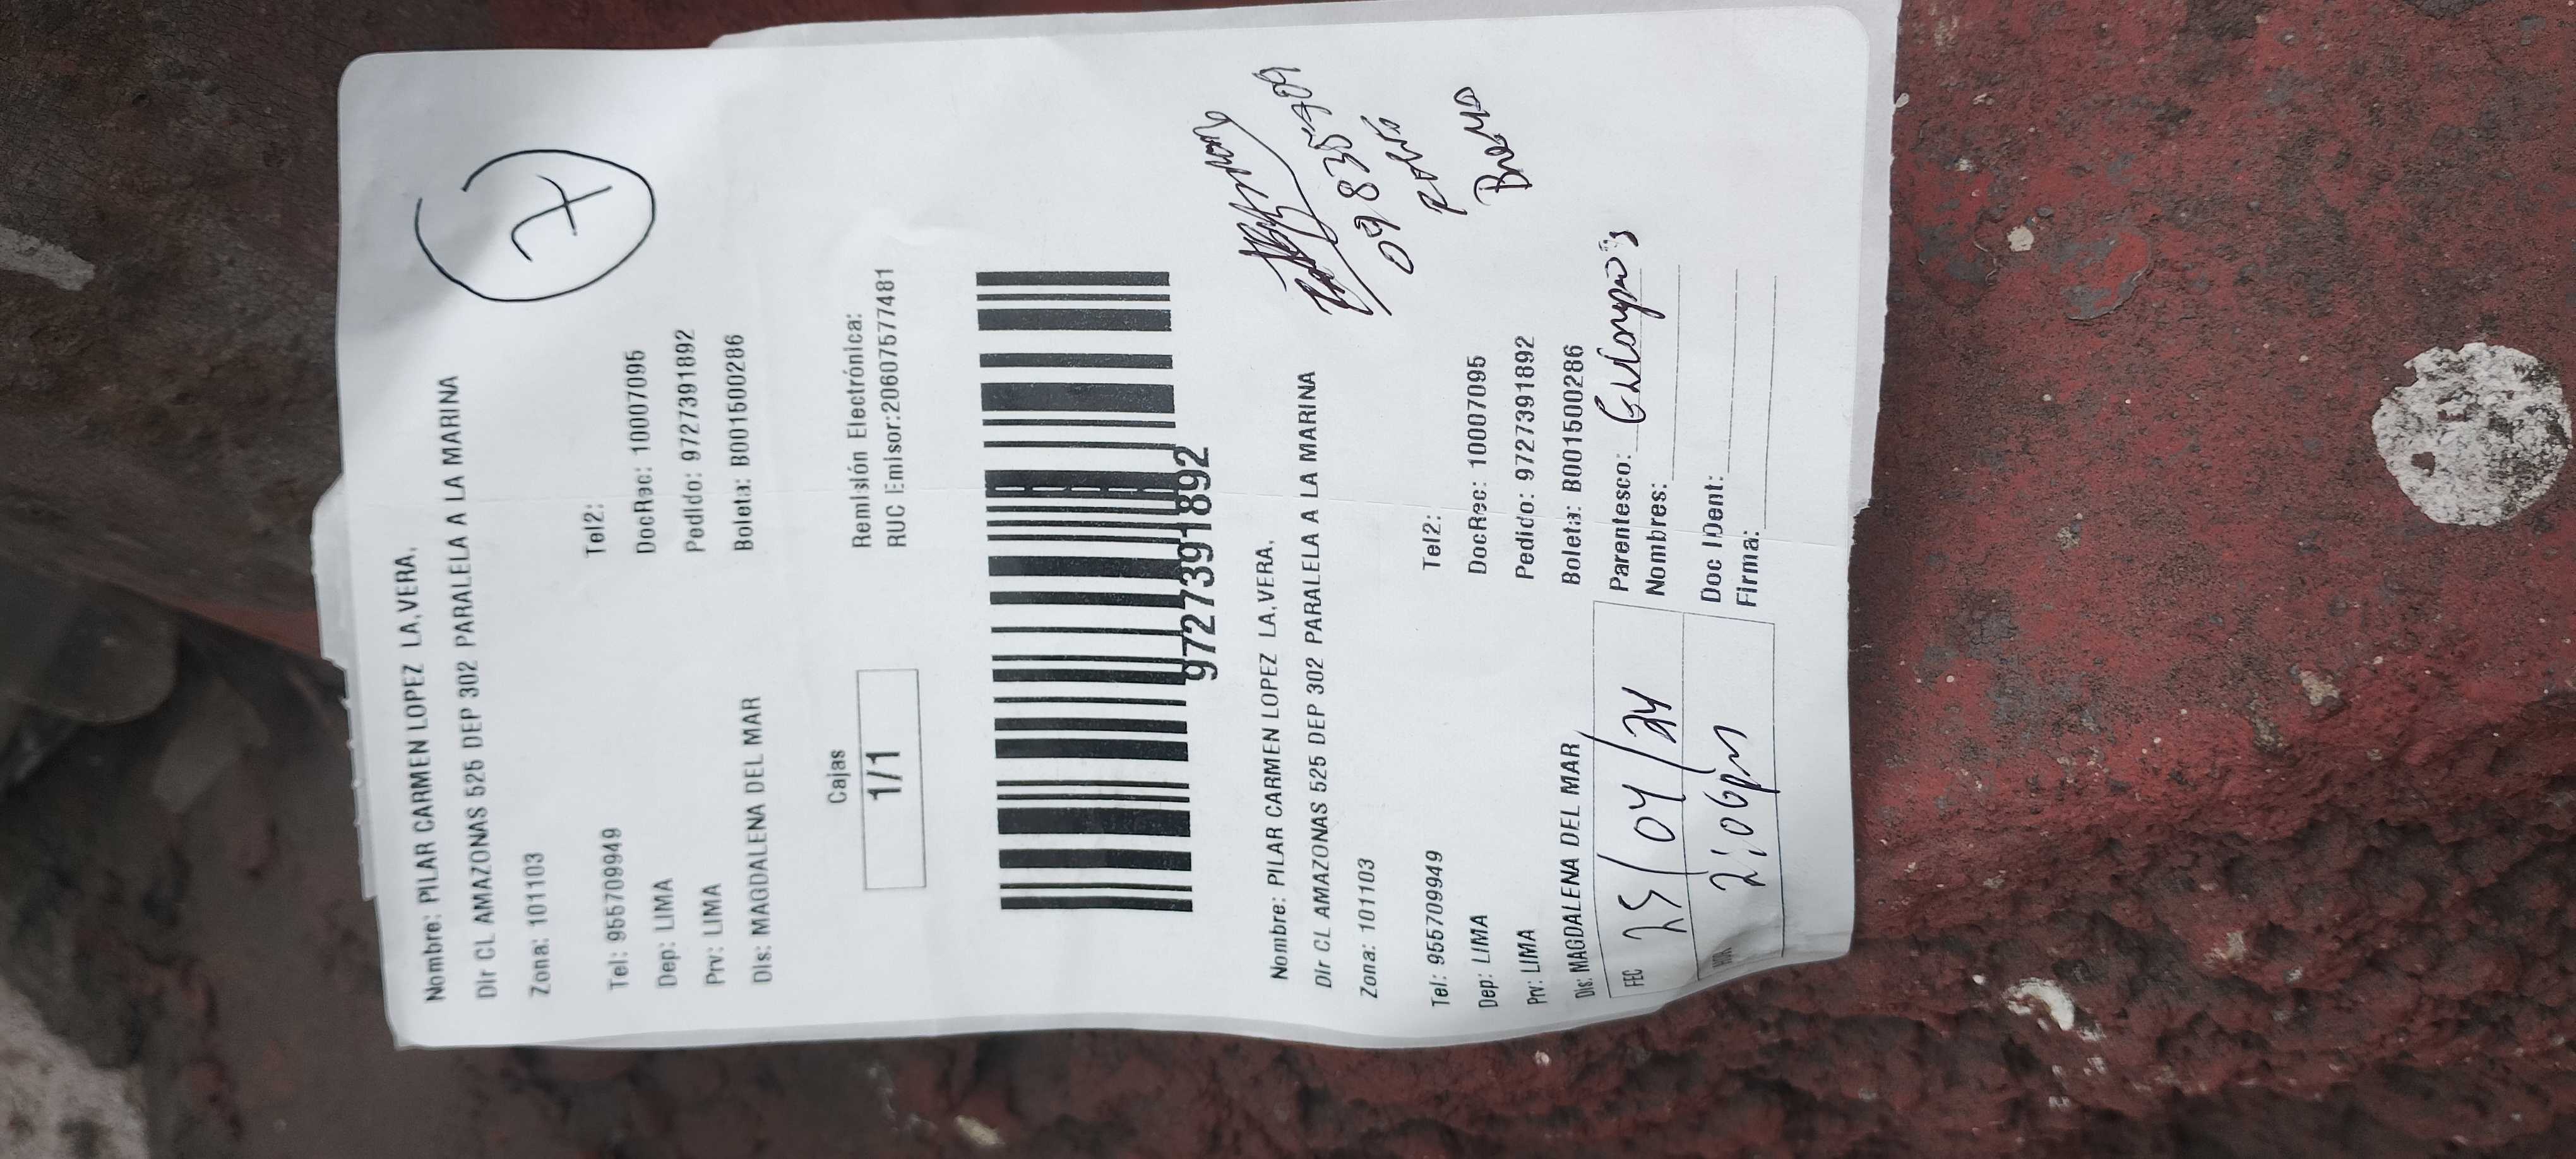 7
Nombre: PILAR CARMEN LOPEZ LA,VERA,
Dir CL AMAZONAS 525 DEP 302 PARALELA A LA MARINA
Zona: 101103
Tel: 955709949 Tel2:
Dep: LIMA DocRec: 10007095
Prv: LIMA Pedido: 9727391892
Dis: MAGDALENA DEL MAR Boleta: B001500286
Cajas
1/1
Remisión Electrónica:
RUC Emisor:20607577481
9727391892
Nombre: PILAR CARMEN LOPEZ LA,VERA,
Dir CL AMAZONAS 525 DEP 302 PARALELA A LA MARINA
Zona: 101103
Tel: 955709949 Tel2:
Dep: LIMA DocRec: 10007095
Prv: LIMA Pedido: 9727391892
Dis: MAGDALENA DEL MAR Boleta: B001500286
FEC 25/04/24
HOR 2:06pm
Parentesco:
Nombres:
Doc IDent:
Firma: